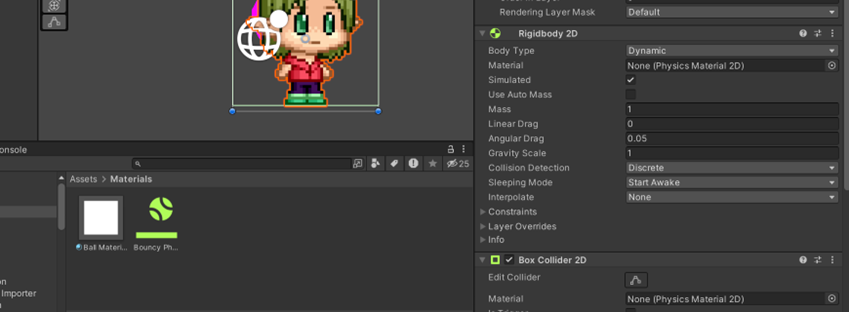 Rendering Layer Mask Default
Rigidbody 2D
Body Type Dynamic
Material None (Physics Material 2D)
Simulated
Use Auto Mass
Mass 1
Linear Drag 0
Angular Drag 0.05
Gravity Scale 1
Collision Detection Discrete
Sleeping Mode Start Awake
Interpolate None
Constraints
Layer Overrides
Info
Box Collider 2D
Edit Collider
Material None (Physics Material 2D)
onsole
25
Assets > Materials
Ball Materi... Bouncy Ph...
on
Importer